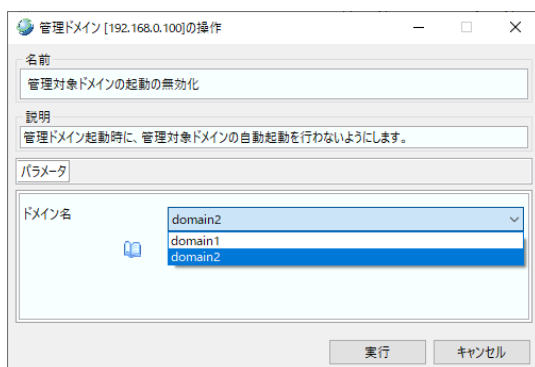 管理ドメイン [192.168.0.100]の操作
名前
管理対象ドメインの起動の無効化
説明
管理ドメイン起動時に、管理対象ドメインの自動起動を行わないようにします。
パラメータ
ドメイン名
domain2
domain1
domain2
実行
キャンセル